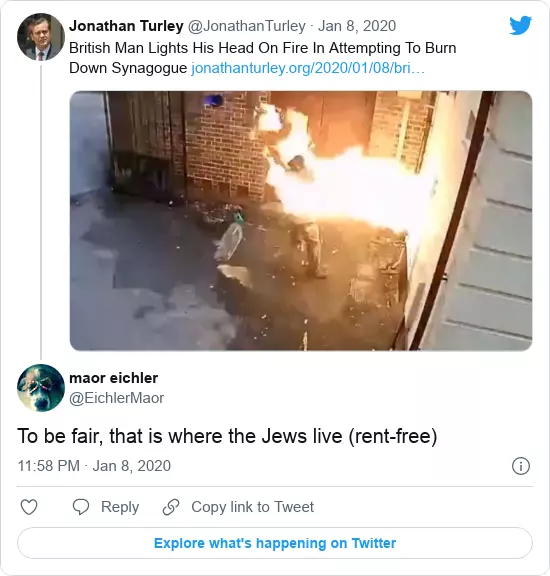 Jonathan Turley @JonathanTurley · Jan 8, 2020
British Man Lights His Head On Fire In Attempting To Burn
Down Synagogue jonathanturley.org/2020/01/08/bri…
maor eichler
@EichlerMaor
To be fair, that is where the Jews live (rent-free)
11:58 PM · Jan 8, 2020
Reply Copy link to Tweet
Explore what's happening on Twitter